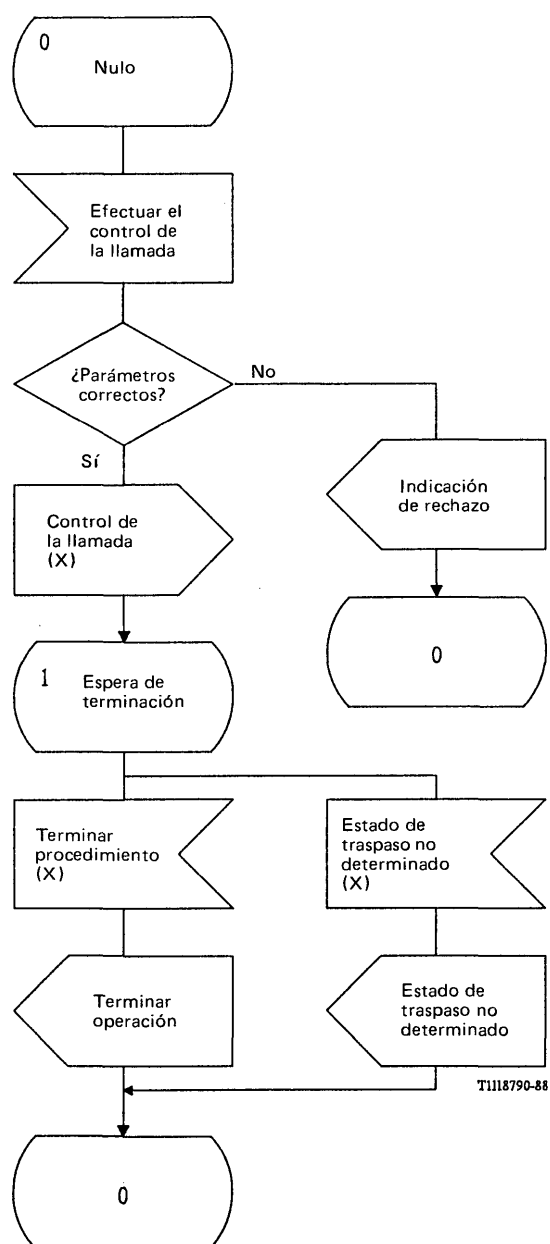 0
Nulo
Efectuar el
control de
la llamada
¿Parámetros
correctos?
No
Sí
Control de
la llamada
(X)
Indicación
de rechazo
0
1
Espera de
terminación
Terminar
procedimiento
(X)
Estado de
traspaso no
determinado
(X)
Terminar
operación
Estado de
traspaso no
determinado
T1118790-88
0